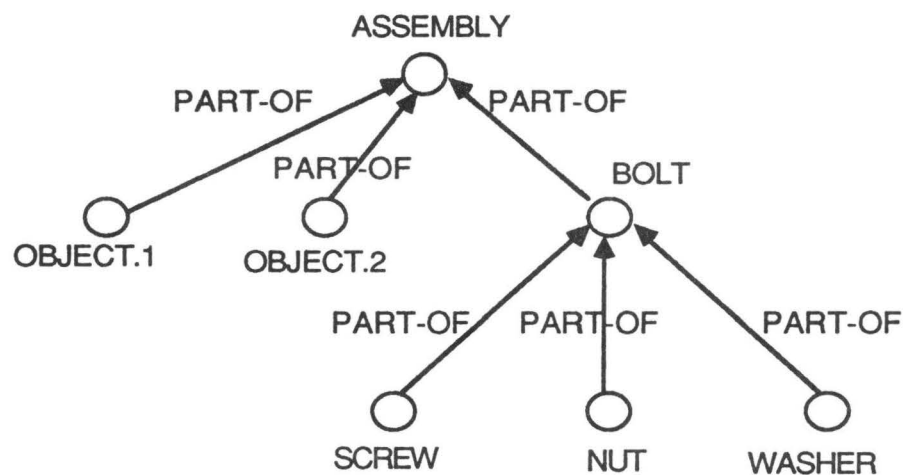 ASSEMBLY
PART-OF
PART-OF
PART-OF
BOLT
OBJECT.1
OBJECT.2
PART-OF
PART-OF
PART-OF
SCREW
NUT
WASHER